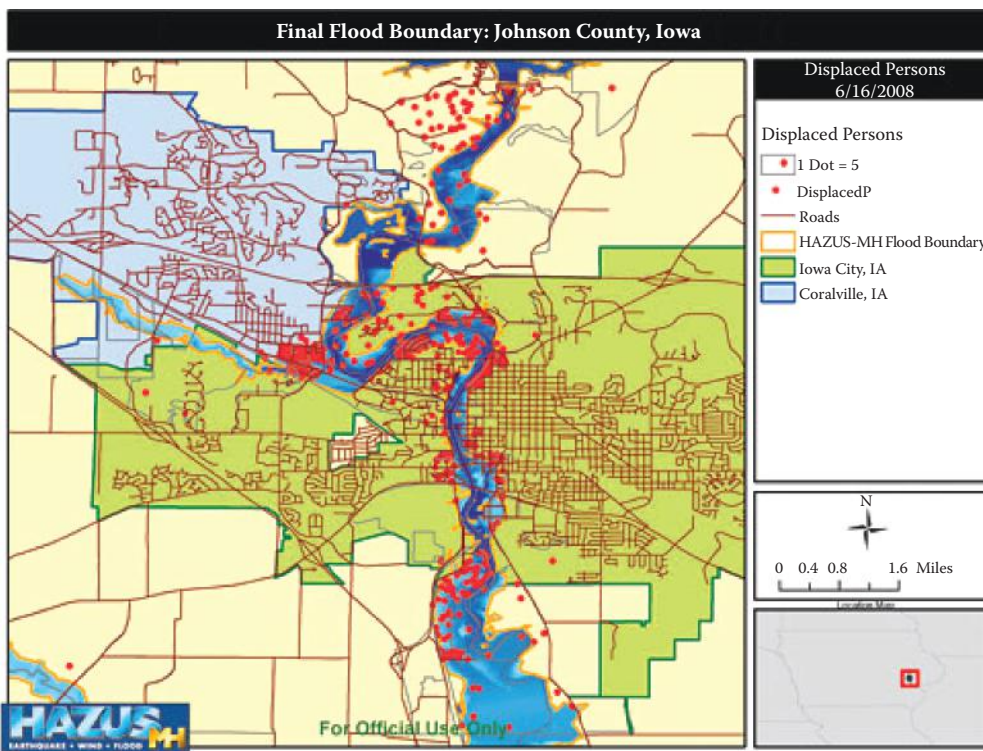 Final Flood Boundary: Johnson County, Iowa
Displaced Persons
6/16/2008
Displaced Persons
1 Dot = 5
DisplacedP
Roads
HAZUS-MH Flood Boundary
Iowa City, IA
Coralville, IA
N
0 0.4 0.8 1.6 Miles
Location Map
HAZUS
MH
EARTHQUAKE • WIND • FLOOD
For Official Use Only